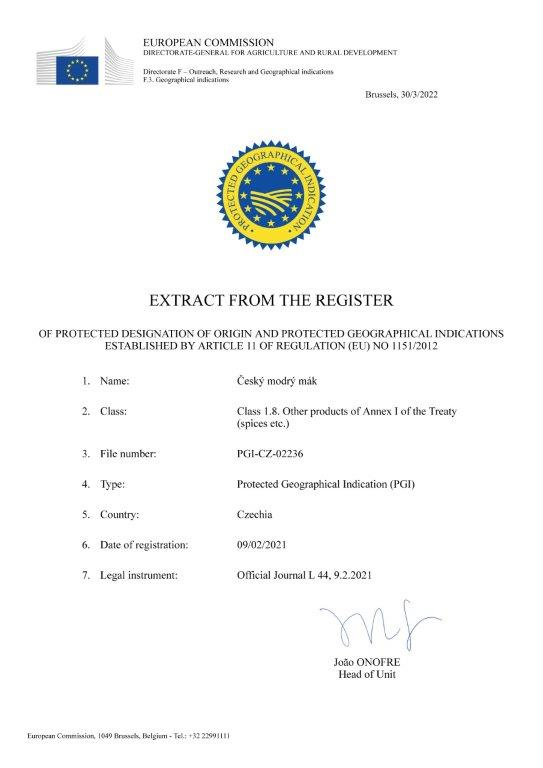 EUROPEAN COMMISSION
DIRECTORATE-GENERAL FOR AGRICULTURE AND RURAL DEVELOPMENT
Directorate F – Outreach, Research and Geographical indications
F.3. Geographical indications
Brussels, 30/3/2022
PROTECTED GEOGRAPHICAL INDICATION
EXTRACT FROM THE REGISTER
OF PROTECTED DESIGNATION OF ORIGIN AND PROTECTED GEOGRAPHICAL INDICATIONS
ESTABLISHED BY ARTICLE 11 OF REGULATION (EU) NO 1151/2012
1. Name: Český modrý mák
2. Class: Class 1.8. Other products of Annex I of the Treaty
(spices etc.)
3. File number: PGI-CZ-02236
4. Type: Protected Geographical Indication (PGI)
5. Country: Czechia
6. Date of registration: 09/02/2021
7. Legal instrument: Official Journal L 44, 9.2.2021
João ONOFRE
Head of Unit
European Commission, 1049 Brussels, Belgium - Tel.: +32 22991111